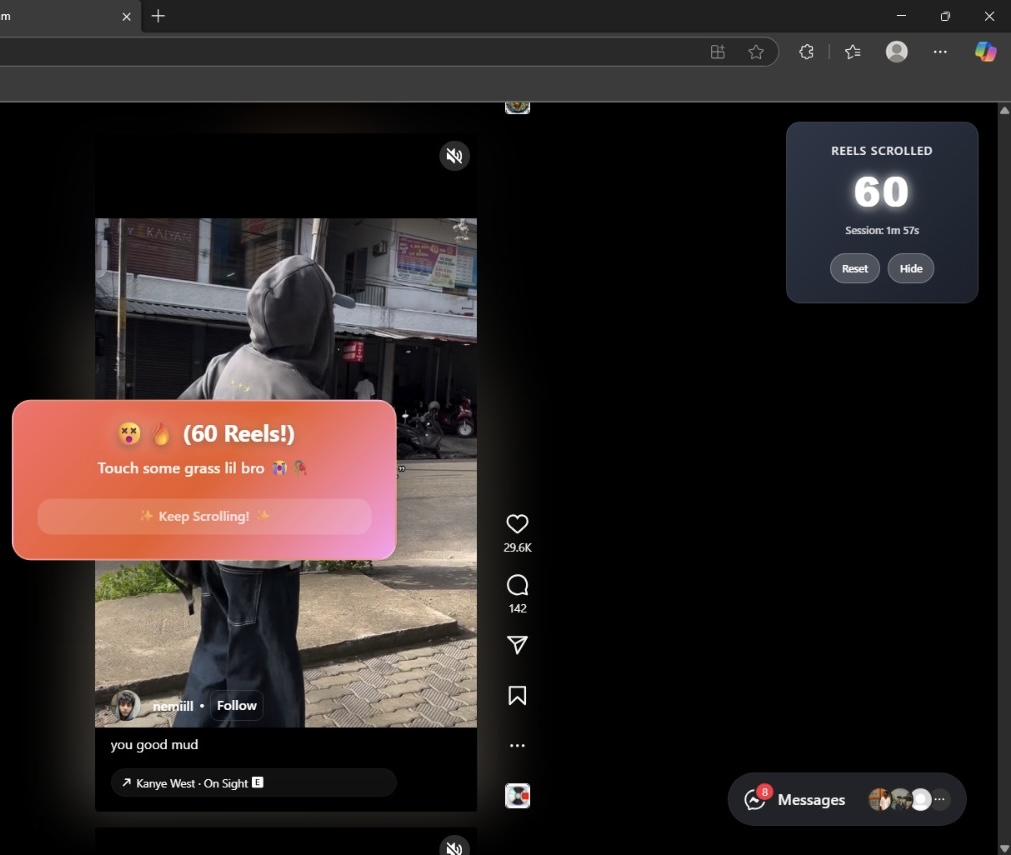 m
REELS SCROLLED
60
Session: 1m 57s
Reset
Hide
KALYAN
😵🔥 (60 Reels!)
Touch some grass lil bro 😭🥀
✨ Keep Scrolling! ✨
29.6K
142
nemiill • Follow
you good mud
Kanye West · On Sight 🅴
8
Messages